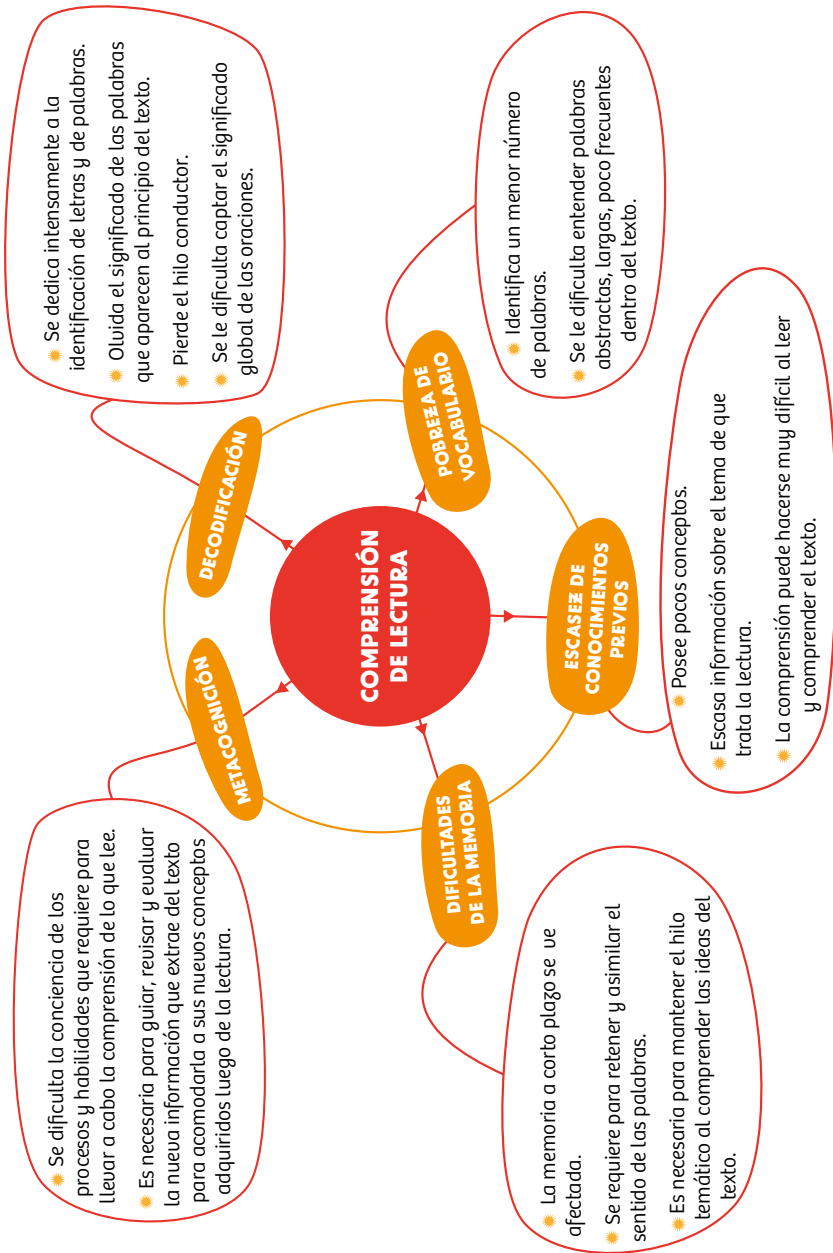 COMPRENSIÓN
DE LECTURA
METACOGNICIÓN
Se dificulta la conciencia de los
procesos y habilidades que requiere para
llevar a cabo la comprensión de lo que lee.
Es necesaria para guiar, revisar y evaluar
la nueva información que extrae del texto
para acomodarla a sus nuevos conceptos
adquiridos luego de la lectura.
DECODIFICACIÓN
Se dedica intensamente a la
identificación de letras y de palabras.
Olvida el significado de las palabras
que aparecen al principio del texto.
Pierde el hilo conductor.
Se le dificulta captar el significado
global de las oraciones.
POBREZA DE
VOCABULARIO
Identifica un menor número
de palabras.
Se le dificulta entender palabras
abstractas, largas, poco frecuentes
dentro del texto.
ESCASEZ DE
CONOCIMIENTOS
PREVIOS
Posee pocos conceptos.
Escasa información sobre el tema de que
trata la lectura.
La comprensión puede hacerse muy difícil al leer
y comprender el texto.
DIFICULTADES
DE LA MEMORIA
La memoria a corto plazo se ve
afectada.
Se requiere para retener y asimilar el
sentido de las palabras.
Es necesaria para mantener el hilo
temático al comprender las ideas del
texto.